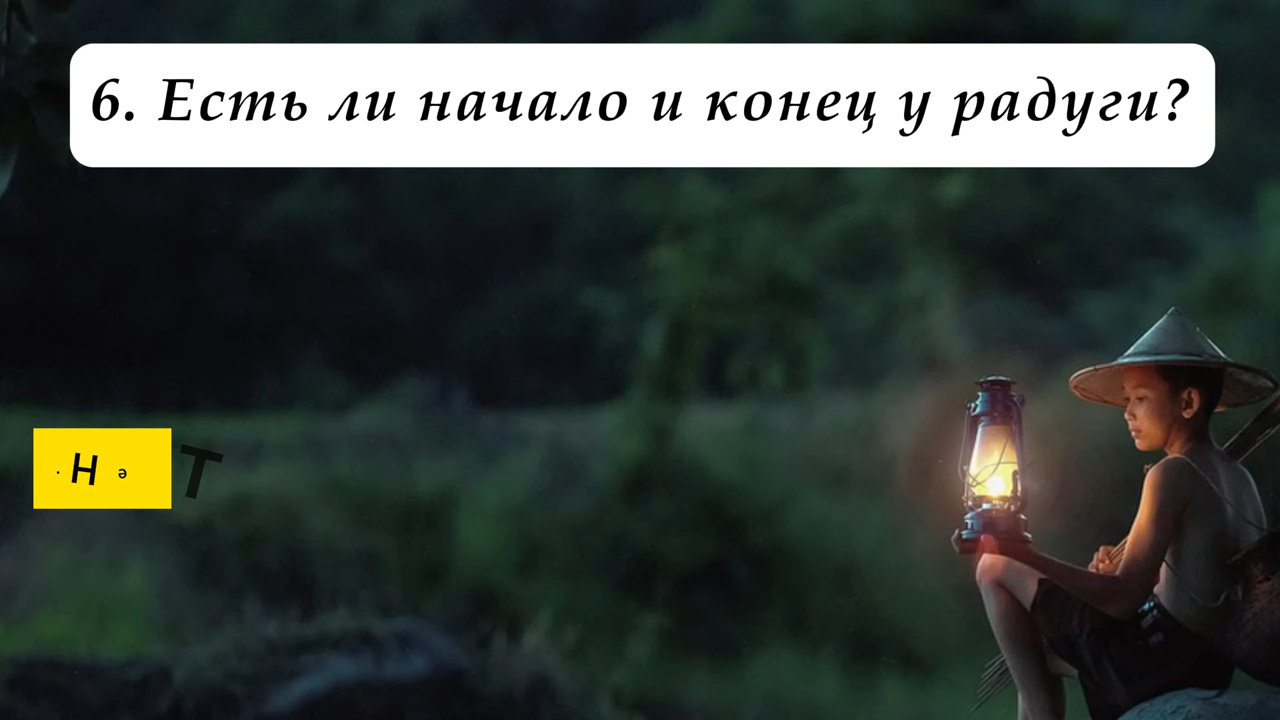 6. Есть ли начало и конец у радуги?